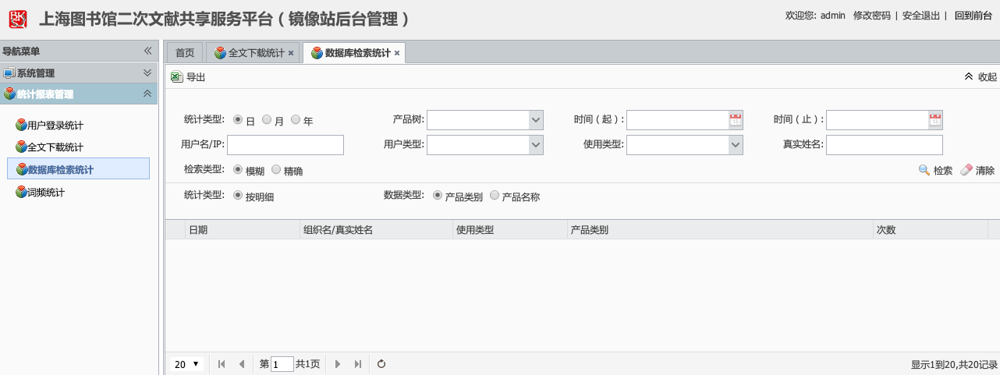 上海图书馆二次文献共享服务平台（镜像站后台管理）
欢迎您: admin 修改密码 | 安全退出 | 回到前台
导航菜单
系统管理
统计报表管理
用户登录统计
全文下载统计
数据库检索统计
词频统计
首页 全文下载统计 数据库检索统计
导出 收起
统计类型: 日 月 年 产品树: 时间（起）: 时间（止）:
用户名/IP: 用户类型: 使用类型: 真实姓名:
检索类型: 模糊 精确 检索 清除
统计类型: 按明细 数据类型: 产品类别 产品名称
日期 组织名/真实姓名 使用类型 产品类别 次数
20 第 1 共1页 显示1到20,共20记录